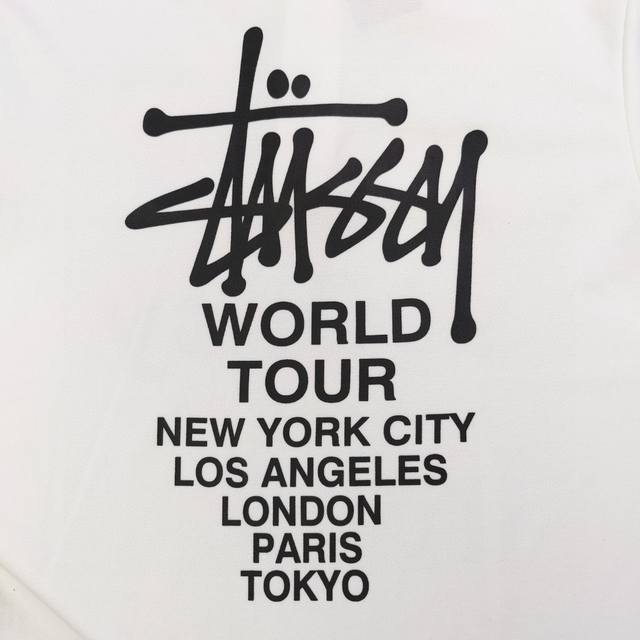 Stüssy
WORLD
TOUR
NEW YORK CITY
LOS ANGELES
LONDON
PARIS
TOKYO